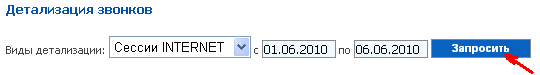 Детализация звонков
Виды детализации: Сессии INTERNET с 01.06.2010 по 06.06.2010 Запросить